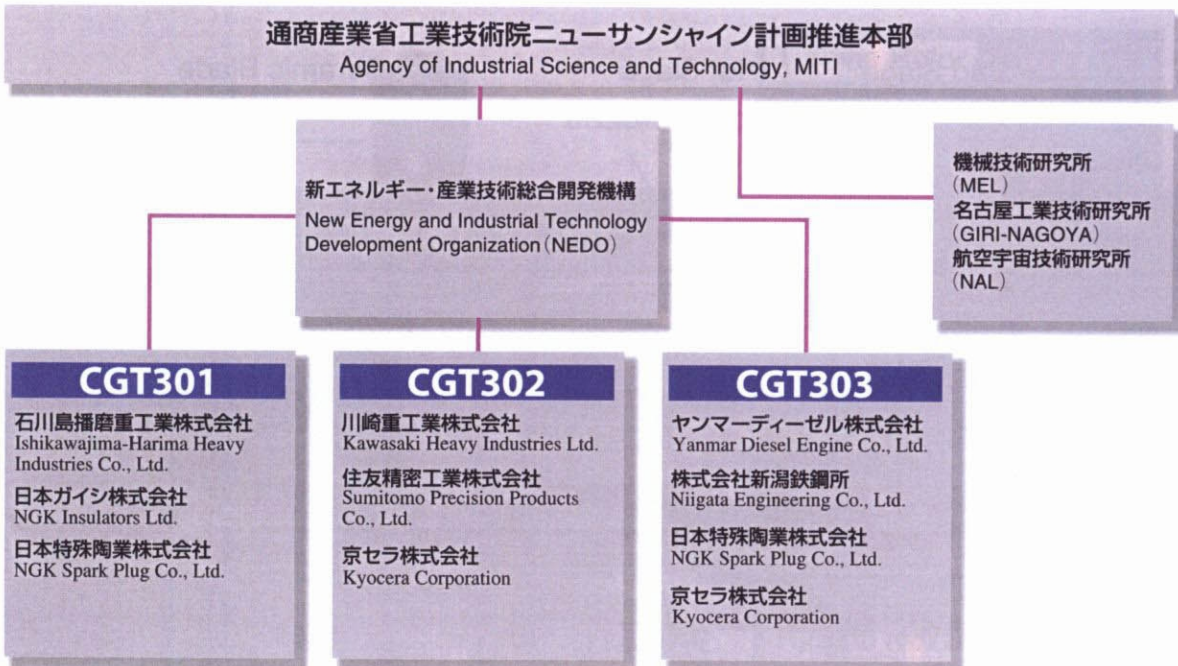 通商産業省工業技術院ニューサンシャイン計画推進本部
Agency of Industrial Science and Technology, MITI
新エネルギー・産業技術総合開発機構
New Energy and Industrial Technology
Development Organization (NEDO)
機械技術研究所
(MEL)
名古屋工業技術研究所
(GIRI-NAGOYA)
航空宇宙技術研究所
(NAL)
CGT301
石川島播磨重工業株式会社
Ishikawajima-Harima Heavy
Industries Co., Ltd.
日本ガイシ株式会社
NGK Insulators Ltd.
日本特殊陶業株式会社
NGK Spark Plug Co., Ltd.
CGT302
川崎重工業株式会社
Kawasaki Heavy Industries Ltd.
住友精密工業株式会社
Sumitomo Precision Products
Co., Ltd.
京セラ株式会社
Kyocera Corporation
CGT303
ヤンマーディーゼル株式会社
Yanmar Diesel Engine Co., Ltd.
株式会社新潟鉄鋼所
Niigata Engineering Co., Ltd.
日本特殊陶業株式会社
NGK Spark Plug Co., Ltd.
京セラ株式会社
Kyocera Corporation